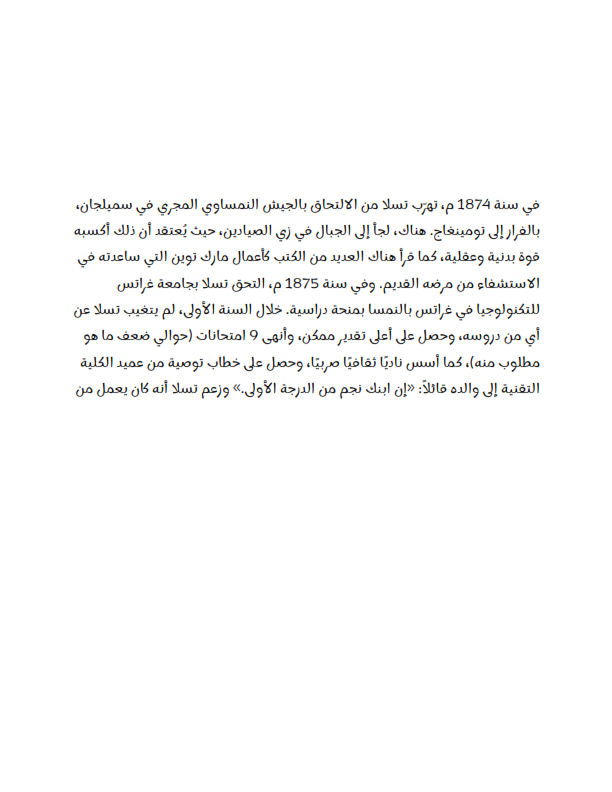 في سنة 1874 م، تهرّب تسلا من الالتحاق بالجيش النمساوي المجري في سميلجان،
بالفرار إلى تومينغاج. هناك، لجأ إلى الجبال في زي الصيادين، حيث يُعتقد أن ذلك أكسبه
قوة بدنية وعقلية، كما قرأ هناك العديد من الكتب كأعمال مارك توين التي ساعدته في
الاستشفاء من مرضه القديم. وفي سنة 1875 م، التحق تسلا بجامعة غراتس
للتكنولوجيا في غراتس بالنمسا بمنحة دراسية. خلال السنة الأولى، لم يتغيب تسلا عن
أي من دروسه، وحصل على أعلى تقدير ممكن، وأنهى 9 امتحانات (حوالي ضعف ما هو
مطلوب منه)، كما أسس ناديًا ثقافيًا صربيًا، وحصل على خطاب توصية من عميد الكلية
التقنية إلى والده قائلاً: «إن ابنك نجم من الدرجة الأولى.» وزعم تسلا أنه كان يعمل من